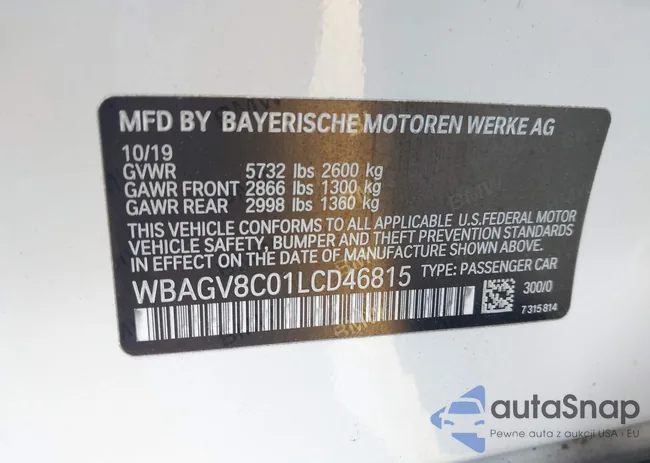 MFD BY BAYERISCHE MOTOREN WERKE AG
10/19
GVWR 5732 lbs 2600 kg
GAWR FRONT 2866 lbs 1300 kg
GAWR REAR 2998 lbs 1360 kg
THIS VEHICLE CONFORMS TO ALL APPLICABLE U.S.FEDERAL MOTOR
VEHICLE SAFETY, BUMPER AND THEFT PREVENTION STANDARDS
IN EFFECT ON THE DATE OF MANUFACTURE SHOWN ABOVE.
WBAGV8C01LCD46815 TYPE: PASSENGER CAR
300/0
7315814
autaSnap
Pewne auta z aukcji USA i EU